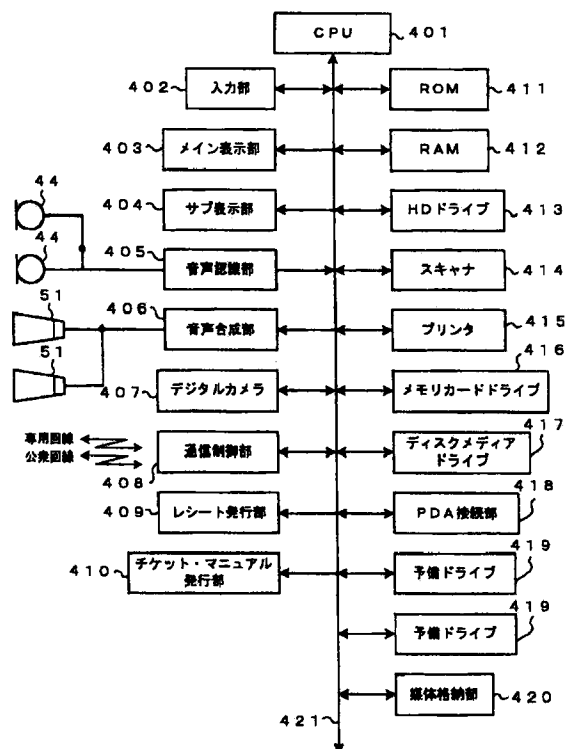 CPU
401
402
入力部
ROM
411
403
メイン表示部
RAM
412
44
404
サブ表示部
HDドライブ
413
44
405
音声認識部
スキャナ
414
51
406
音声合成部
プリンタ
415
51
416
407
デジタルカメラ
メモリカードドライブ
417
専用回線
公衆回線
通信制御部
ディスクメディア
ドライブ
408
409
レシート発行部
PDA接続部
418
410
チケット・マニュアル
発行部
予備ドライブ
419
予備ドライブ
419
媒体格納部
420
421